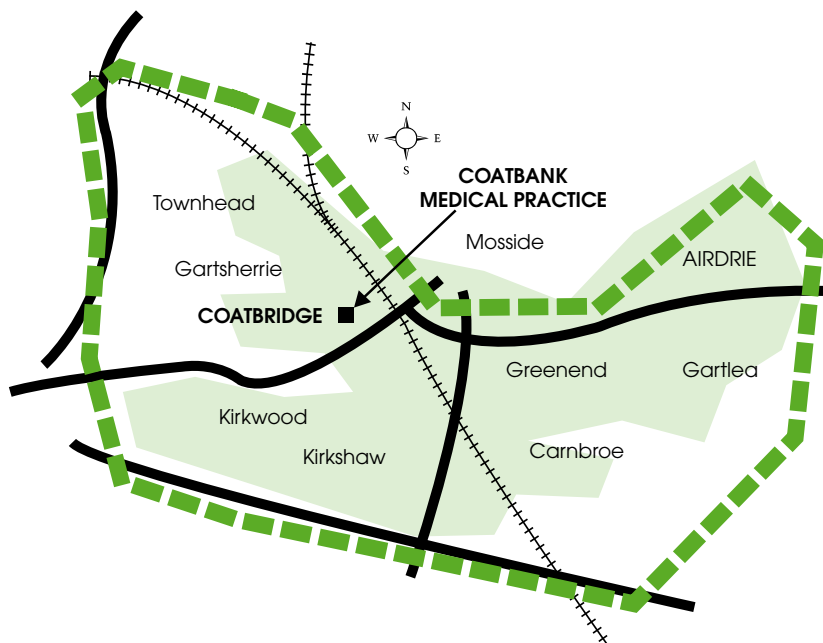 N
W E
S
COATBANK
MEDICAL PRACTICE
Townhead
Mosside
AIRDRIE
Gartsherrie
COATBRIDGE
Greenend
Gartlea
Kirkwood
Kirkshaw
Carnbroe